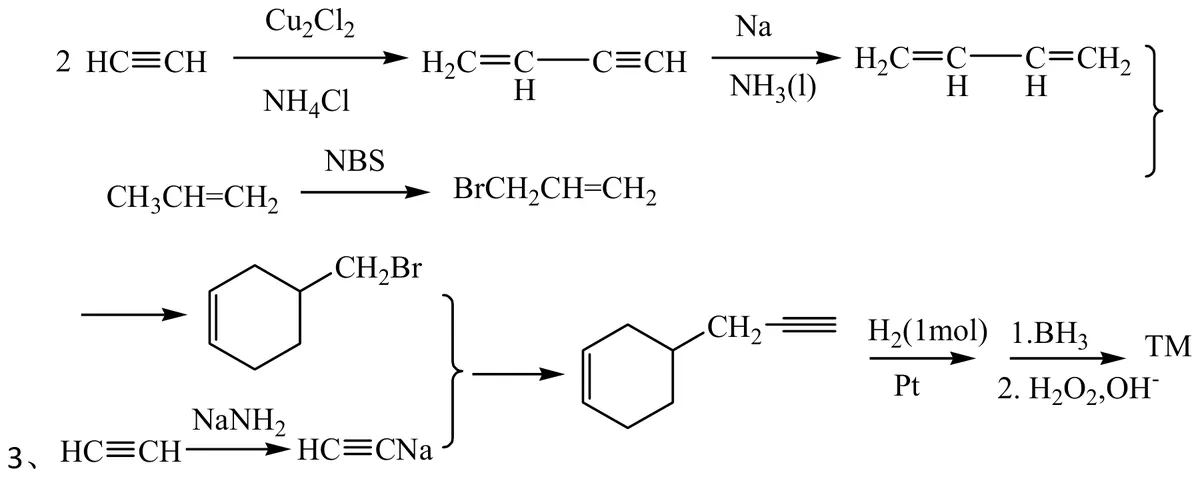 2 HC≡CH Cu₂Cl₂ NH₄Cl H₂C=C—C≡CH Na NH₃(l) H₂C=C—C=CH₂
H H H
CH₃CH=CH₂ NBS BrCH₂CH=CH₂
CH₂Br
CH₂ H₂(1mol) Pt 1.BH₃ 2. H₂O₂,OH⁻ TM
3、 HC≡CH NaNH₂ HC≡CNa